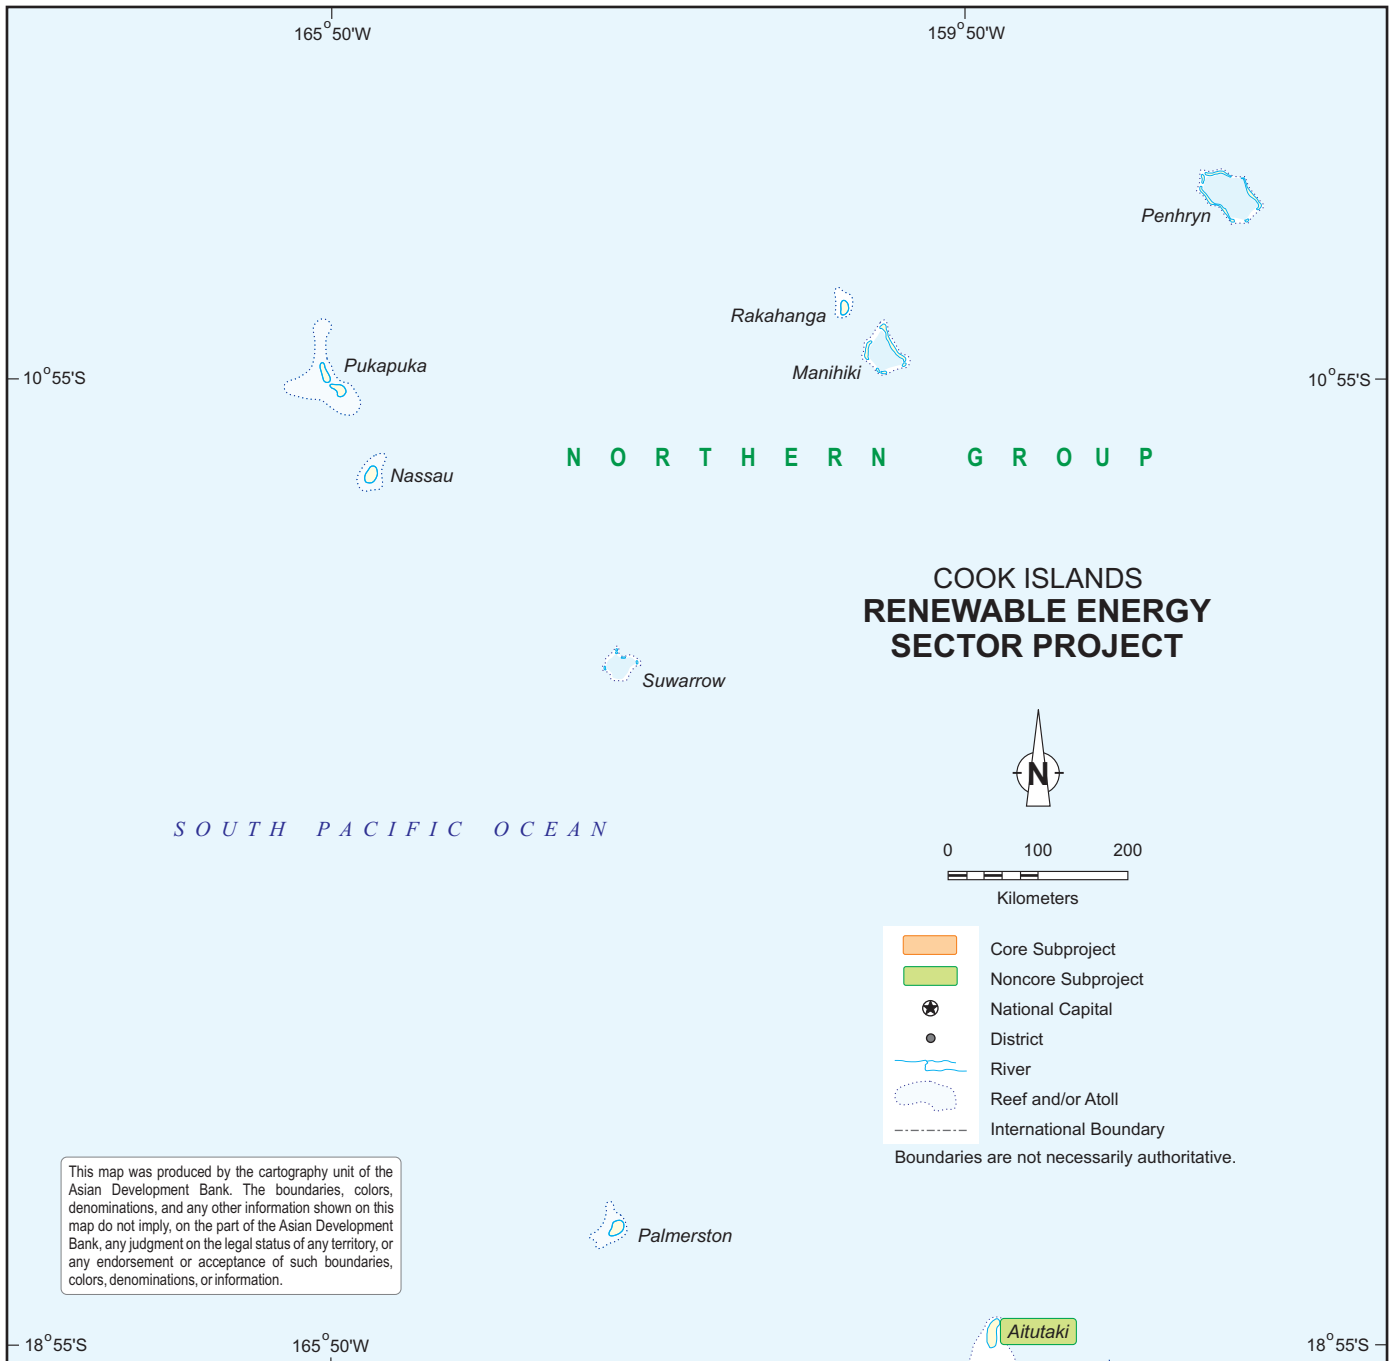 165°50'W 159°50'W
Penhryn
Rakahanga
Pukapuka
Manihiki
10°55'S 10°55'S
NORTHERN GROUP
Nassau
COOK ISLANDS
RENEWABLE ENERGY
SECTOR PROJECT
Suwarrow
N
SOUTH PACIFIC OCEAN
0 100 200
Kilometers
Core Subproject
Noncore Subproject
National Capital
District
River
Reef and/or Atoll
International Boundary
Boundaries are not necessarily authoritative.
This map was produced by the cartography unit of the
Asian Development Bank. The boundaries, colors,
denominations, and any other information shown on this
map do not imply, on the part of the Asian Development
Bank, any judgment on the legal status of any territory, or
any endorsement or acceptance of such boundaries,
colors, denominations, or information.
Palmerston
Aitutaki
18°55'S 165°50'W 18°55'S